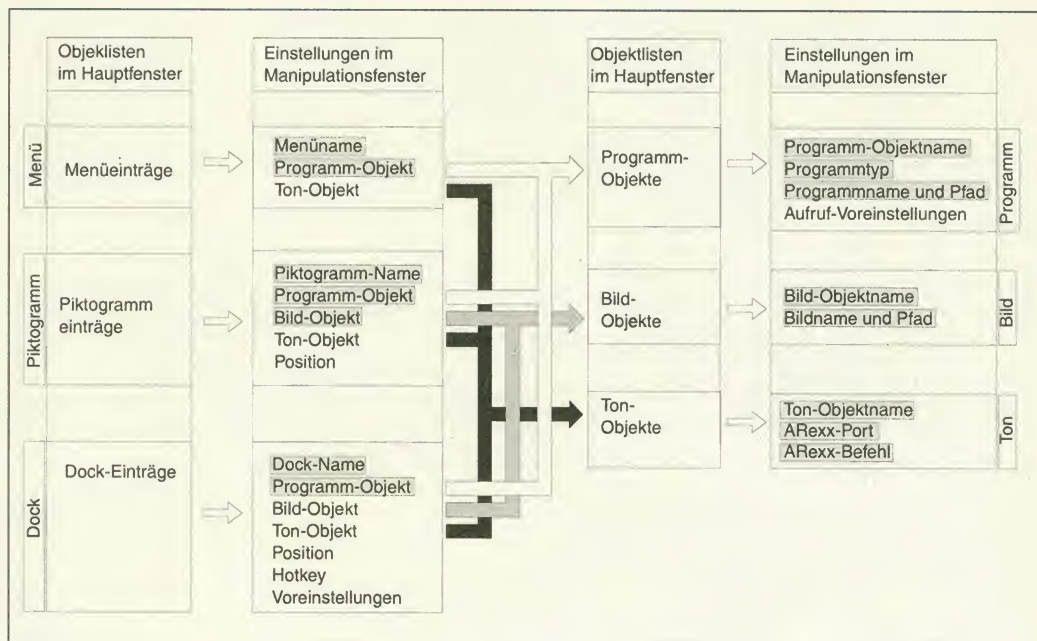 Objeklisten
im Hauptfenster
Einstellungen im
Manipulationsfenster
Menü
Menüeinträge
Menüname
Programm-Objekt
Ton-Objekt
Piktogramm
Piktogramm
einträge
Piktogramm-Name
Programm-Objekt
Bild-Objekt
Ton-Objekt
Position
Dock
Dock-Einträge
Dock-Name
Programm-Objekt
Bild-Objekt
Ton-Objekt
Position
Hotkey
Voreinstellungen
Objektlisten
im Hauptfenster
Einstellungen im
Manipulationsfenster
Programm-
Objekte
Programm-Objektname
Programmtyp
Programmname und Pfad
Aufruf-Voreinstellungen
Programm
Bild-
Objekte
Bild-Objektname
Bildname und Pfad
Bild
Ton-
Objekte
Ton-Objektname
ARexx-Port
ARexx-Befehl
Ton